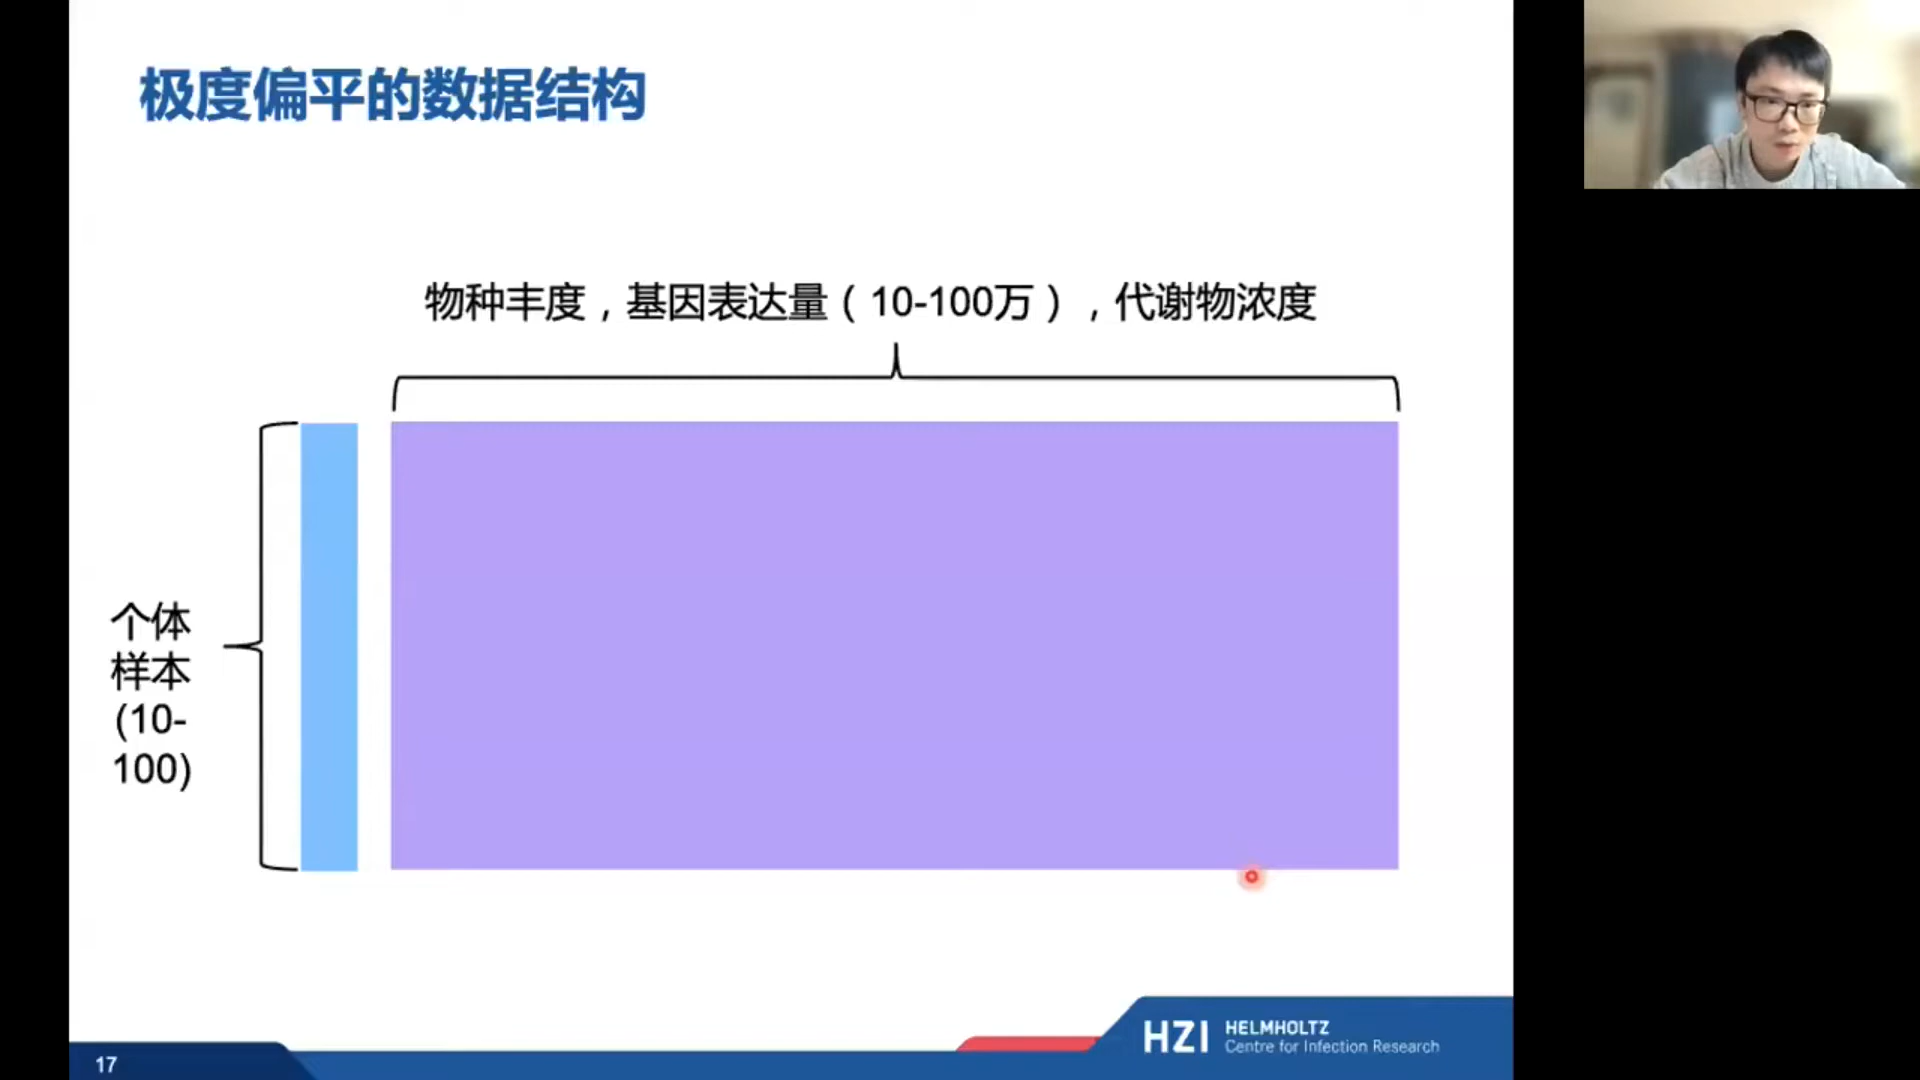 极度偏平的数据结构
物种丰度，基因表达量（10-100万），代谢物浓度
个体
样本
(10-
100)
17
HZI
HELMHOLTZ
Centre for Infection Research